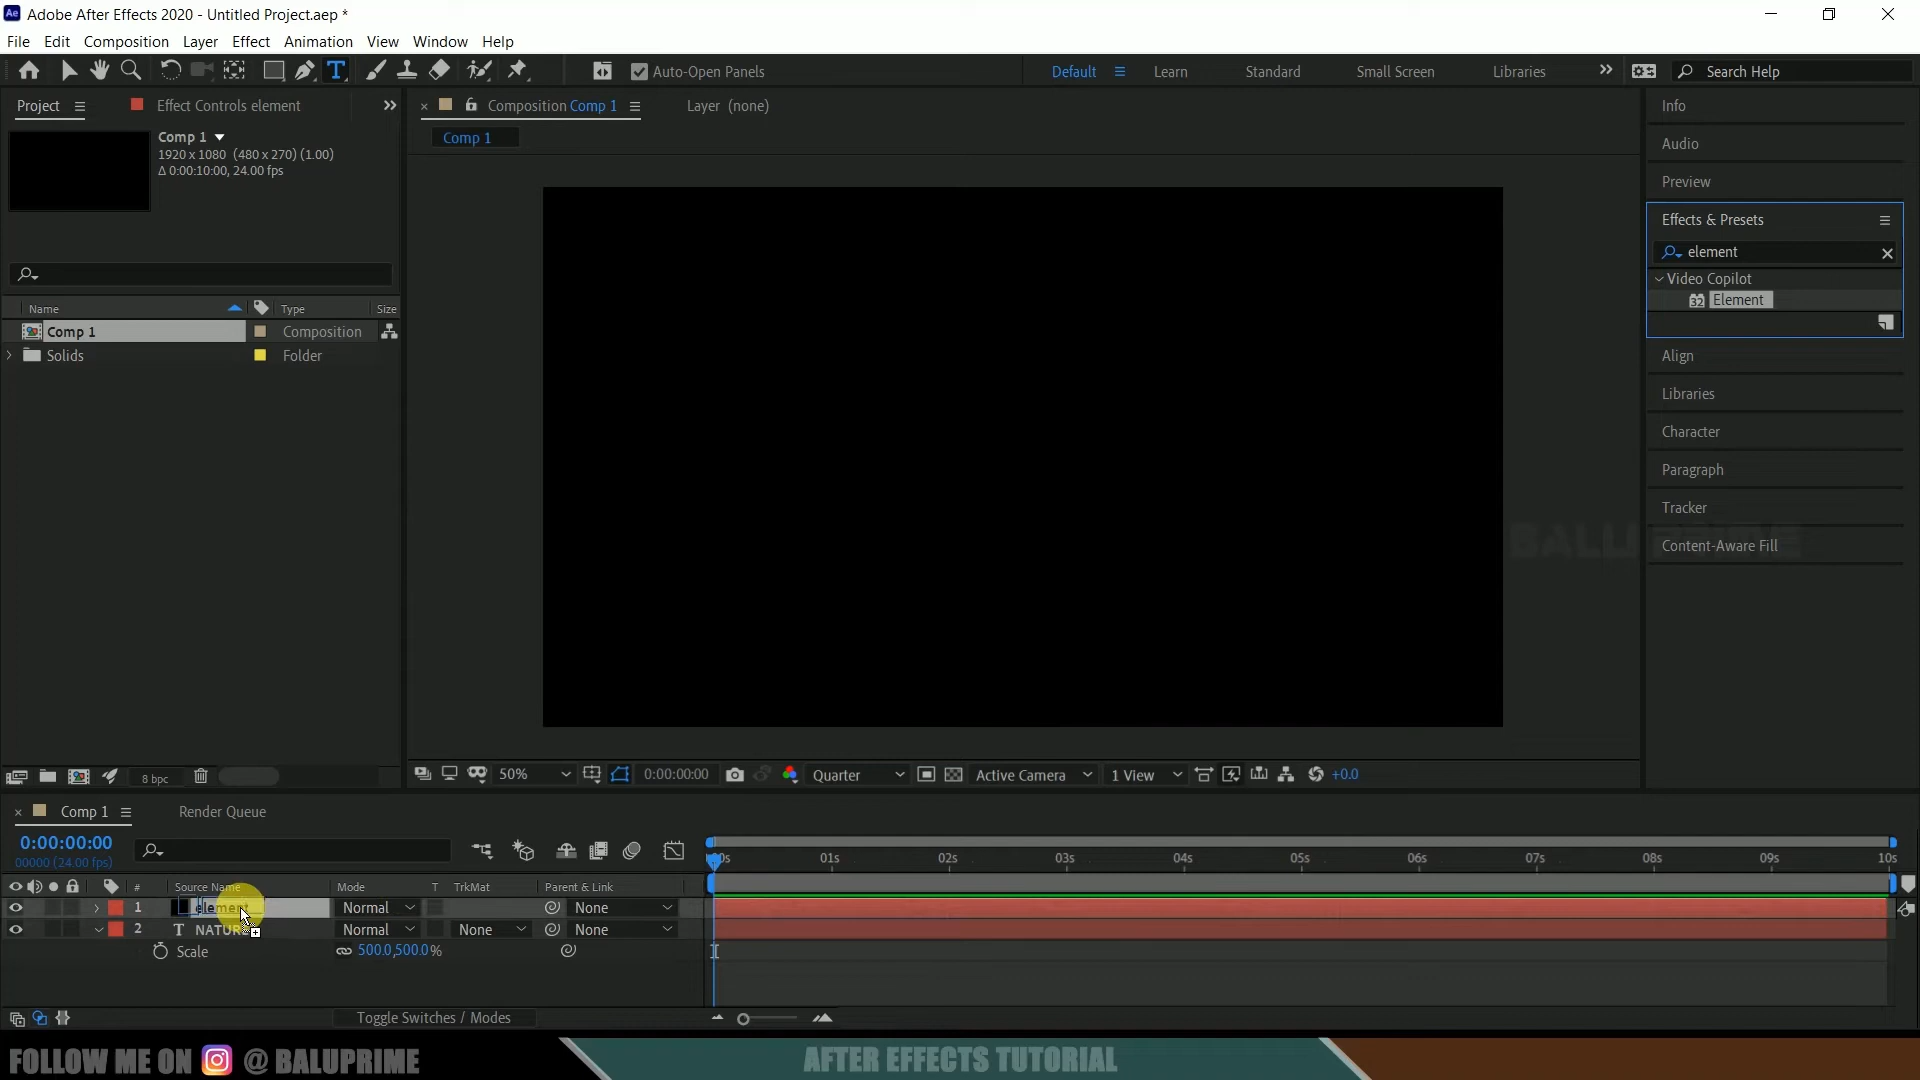 Adobe After Effects 2020 - Untitled Project.aep *
File Edit Composition Layer Effect Animation View Window Help
Auto-Open Panels Default Learn Standard Small Screen Libraries Search Help
Project Effect Controls element Composition Comp 1 Layer (none)
Comp 1
1920 x 1080 (480 x 270) (1.00)
Δ 0:00:10:00, 24.00 fps
Comp 1
Name Type Size
Comp 1 Composition
Solids Folder
Info
Audio
Preview
Effects & Presets
element
Video Copilot
32 Element
Align
Libraries
Character
Paragraph
Tracker
Content-Aware Fill
BALU PRIME
8 bpc 50% 0:00:00:00 Quarter Active Camera 1 View +0.0
Comp 1 Render Queue
0:00:00:00
00000 (24.00 fps)
01s 02s 03s 04s 05s 06s 07s 08s 09s 10s
# Source Name Mode T TrkMat Parent & Link
1 element Normal None
2 T Normal None None
Scale 500.0,500.0%
Toggle Switches / Modes
FOLLOW ME ON @ BALUPRIME AFTER EFFECTS TUTORIAL